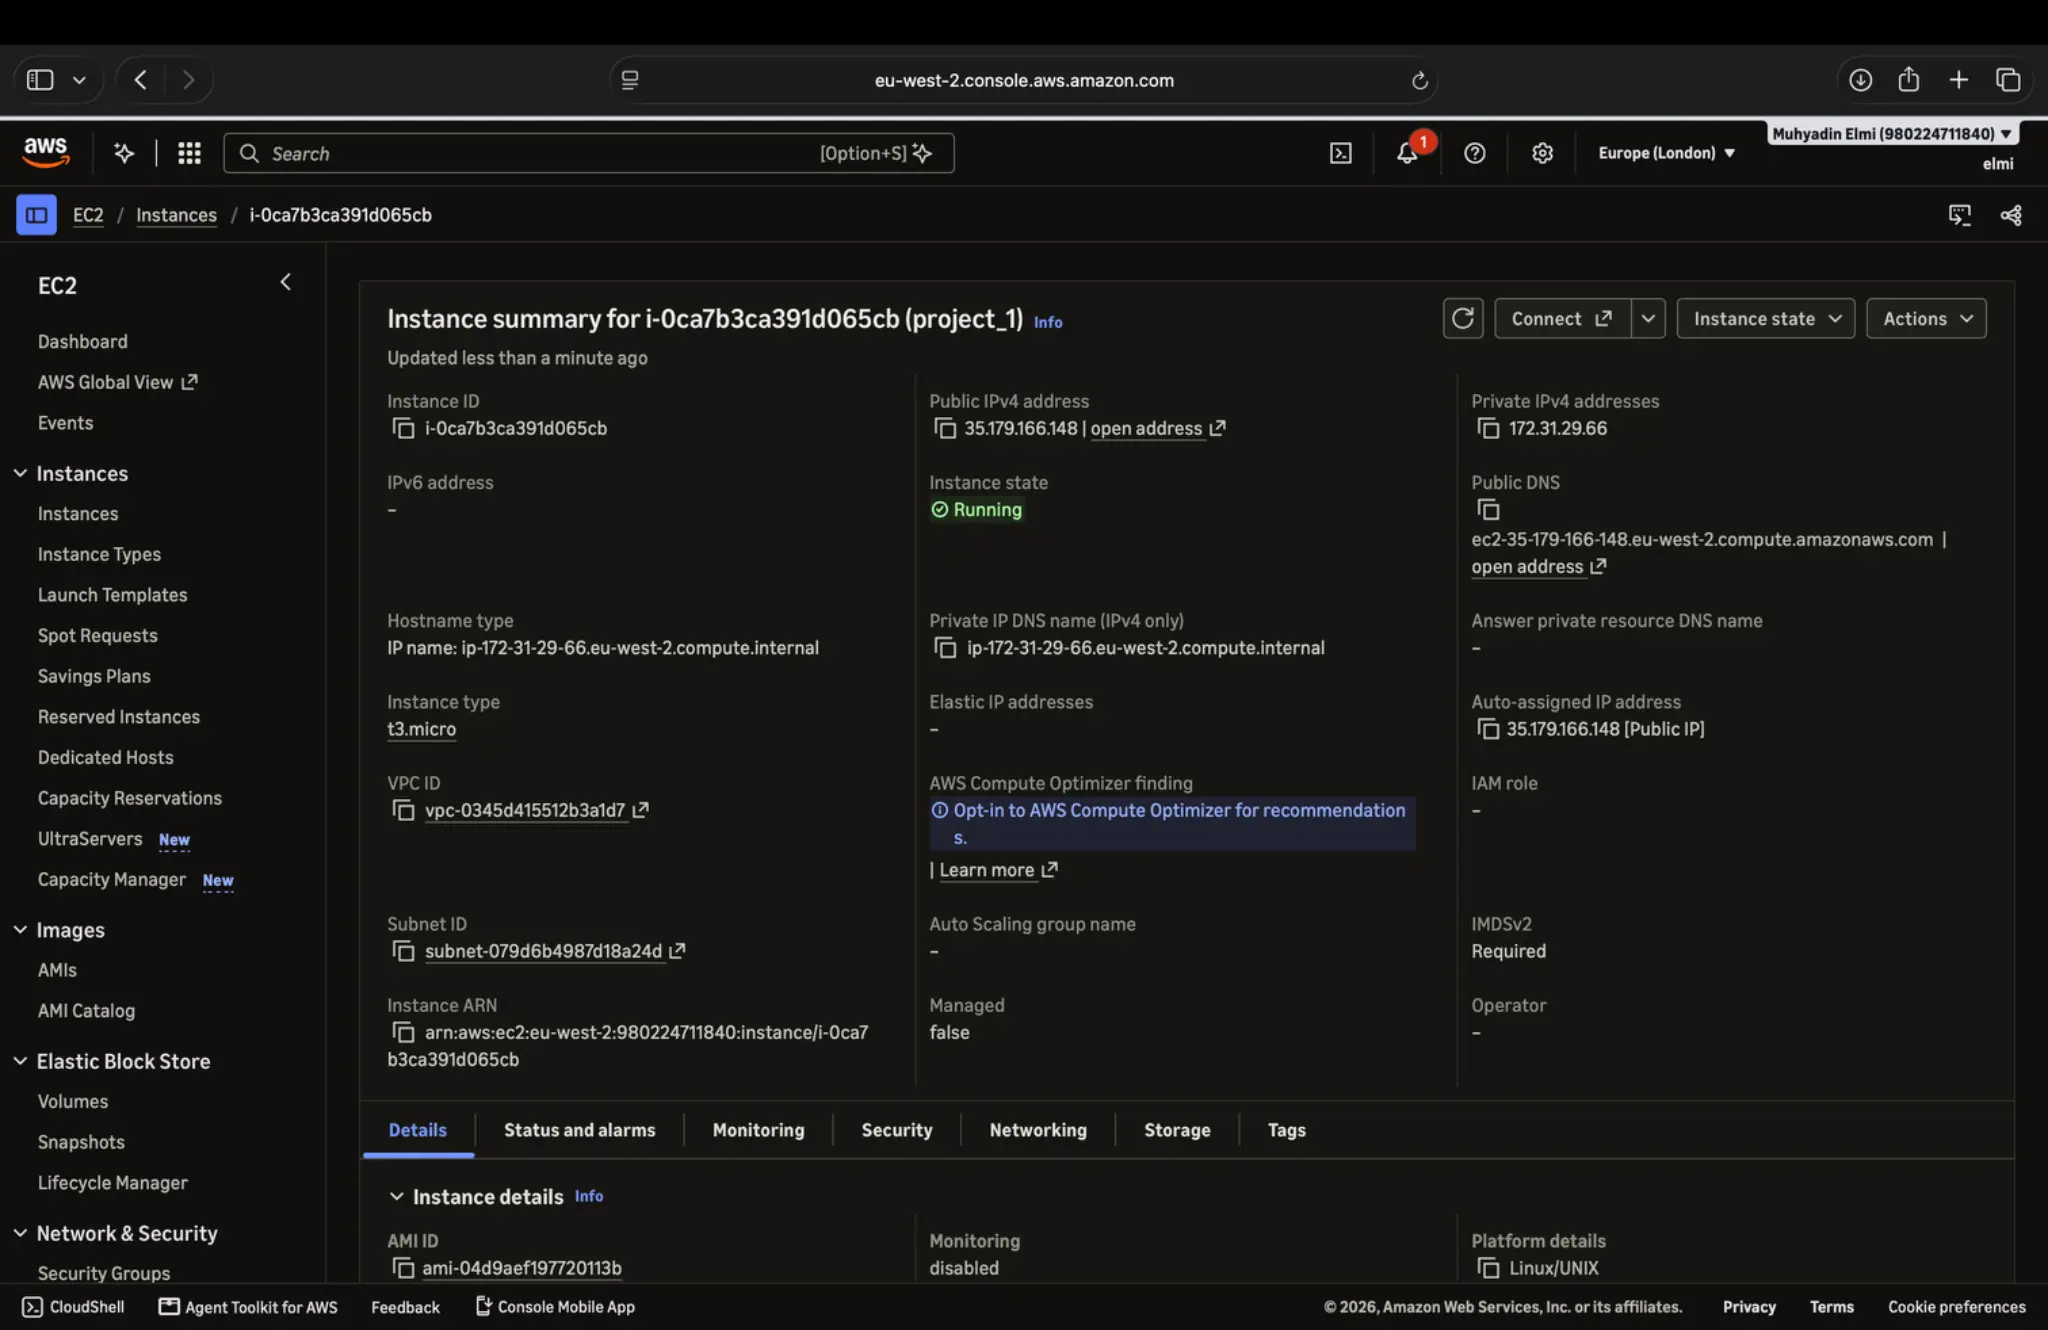 eu-west-2.console.aws.amazon.com
aws
Search
[Option+S]
1
Europe (London)
Muhyadin Elmi (980224711840)
elmi
EC2 / Instances / i-0ca7b3ca391d065cb
EC2
Dashboard
AWS Global View
Events
Instances
Instances
Instance Types
Launch Templates
Spot Requests
Savings Plans
Reserved Instances
Dedicated Hosts
Capacity Reservations
UltraServers New
Capacity Manager New
Images
AMIs
AMI Catalog
Elastic Block Store
Volumes
Snapshots
Lifecycle Manager
Network & Security
Security Groups
Instance summary for i-0ca7b3ca391d065cb (project_1) Info
Updated less than a minute ago
Connect
Instance state
Actions
Instance ID
i-0ca7b3ca391d065cb
Public IPv4 address
35.179.166.148 | open address
Private IPv4 addresses
172.31.29.66
IPv6 address
–
Instance state
Running
Public DNS
ec2-35-179-166-148.eu-west-2.compute.amazonaws.com |
open address
Hostname type
IP name: ip-172-31-29-66.eu-west-2.compute.internal
Private IP DNS name (IPv4 only)
ip-172-31-29-66.eu-west-2.compute.internal
Answer private resource DNS name
–
Instance type
t3.micro
Elastic IP addresses
–
Auto-assigned IP address
35.179.166.148 [Public IP]
VPC ID
vpc-0345d415512b3a1d7
AWS Compute Optimizer finding
Opt-in to AWS Compute Optimizer for recommendation
s.
| Learn more
IAM role
–
Subnet ID
subnet-079d6b4987d18a24d
Auto Scaling group name
–
IMDSv2
Required
Instance ARN
arn:aws:ec2:eu-west-2:980224711840:instance/i-0ca7
b3ca391d065cb
Managed
false
Operator
–
Details
Status and alarms
Monitoring
Security
Networking
Storage
Tags
Instance details Info
AMI ID
ami-04d9aef197720113b
Monitoring
disabled
Platform details
Linux/UNIX
CloudShell
Agent Toolkit for AWS
Feedback
Console Mobile App
© 2026, Amazon Web Services, Inc. or its affiliates.
Privacy
Terms
Cookie preferences